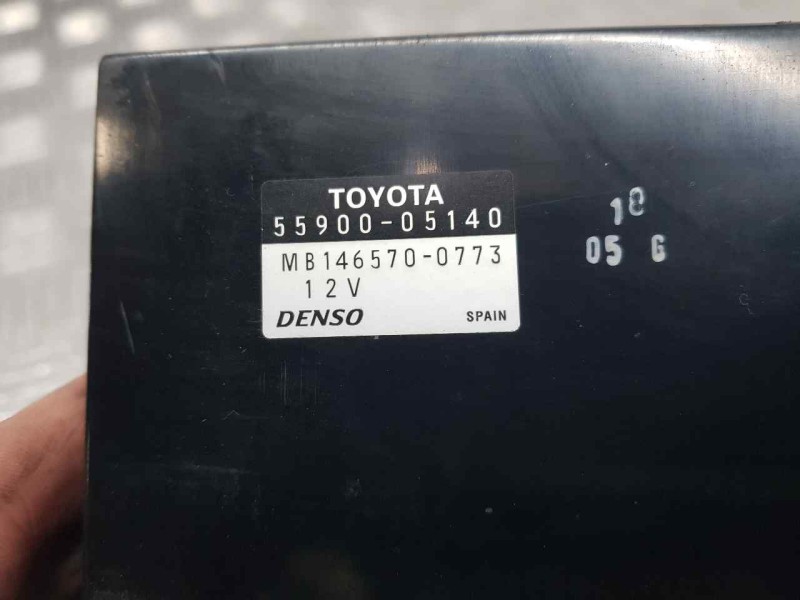 TOYOTA
55900-05140
MB146570-0773
12V
DENSO SPAIN
18
05 G